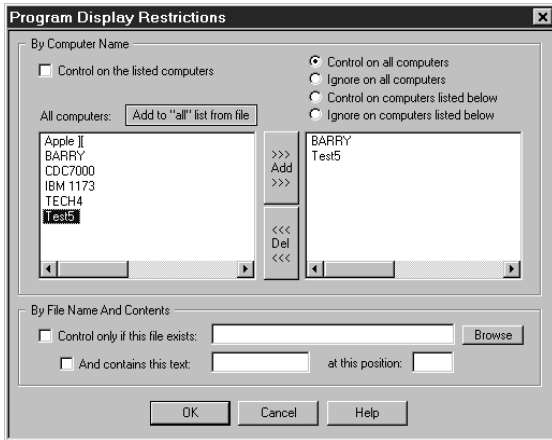 Program Display Restrictions
By Computer Name
Control on the listed computers
Control on all computers
Ignore on all computers
Control on computers listed below
Ignore on computers listed below
All computers:
Add to "all" list from file
Apple ][
BARRY
CDC7000
IBM 1173
TECH4
Test5
>>>
Add
>>>
<<<
Del
<<<
BARRY
Test5
By File Name And Contents
Control only if this file exists:
Browse
And contains this text:
at this position:
OK
Cancel
Help